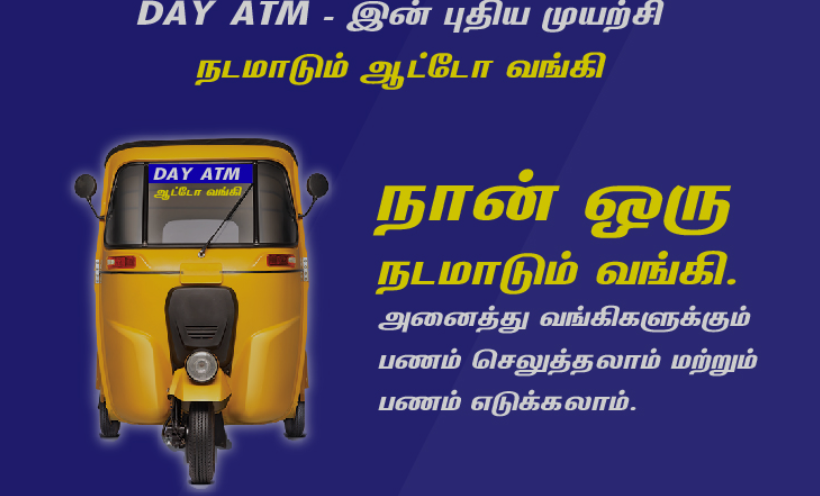 DAY ATM - இன் புதிய முயற்சி
நடமாடும் ஆட்டோ வங்கி
DAY ATM
ஆட்டோ வங்கி
நான் ஒரு
நடமாடும் வங்கி.
அனைத்து வங்கிகளுக்கும்
பணம் செலுத்தலாம் மற்றும்
பணம் எடுக்கலாம்.